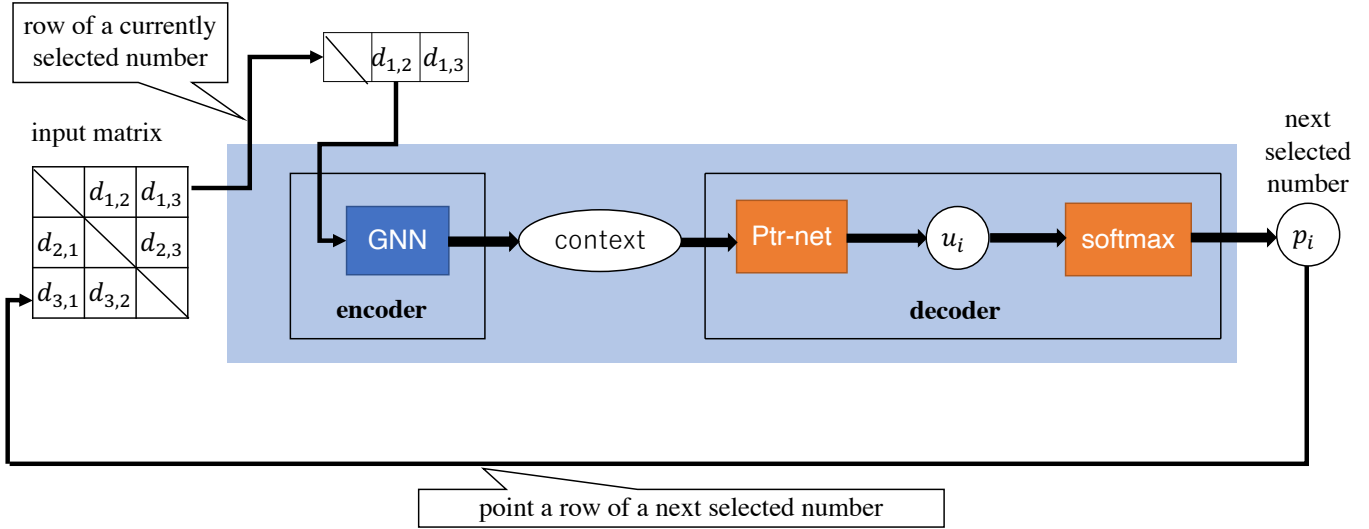 row of a currently
selected number
d1,2 d1,3
input matrix
d1,2 d1,3
d2,1 d2,3
d3,1 d3,2
GNN
encoder
context
Ptr-net
ui
softmax
decoder
next
selected
number
pi
point a row of a next selected number